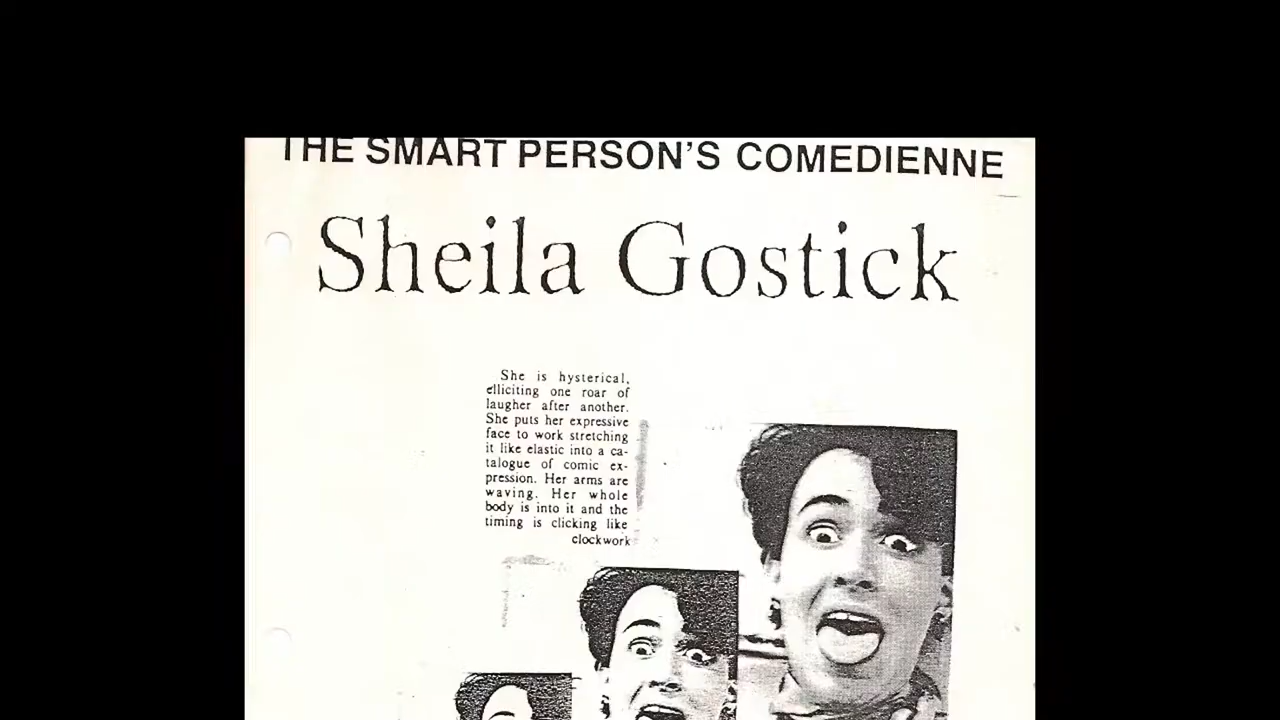 THE SMART PERSON'S COMEDIENNE
Sheila Gostick
She is hysterical,
elliciting one roar of
laugher after another.
She puts her expressive
face to work stretching
it like elastic into a ca-
talogue of comic ex-
pression. Her arms are
waving. Her whole
body is into it and the
timing is clicking like
clockwork